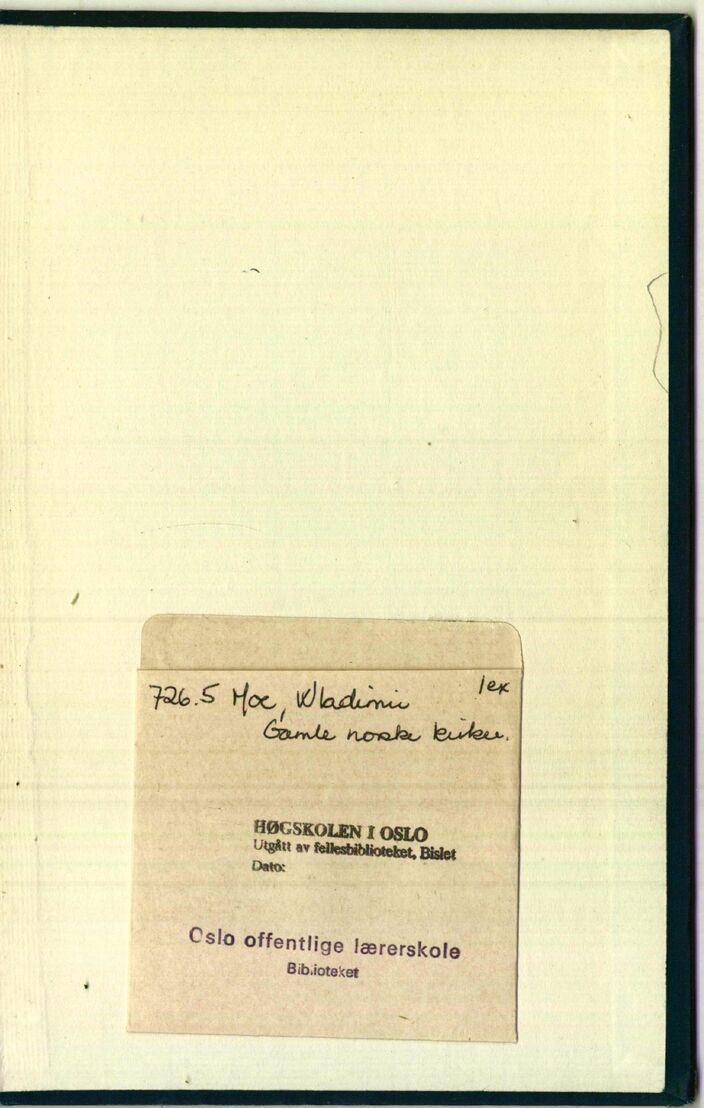 726.5 Moe, Wladimir 1ex
Gamle norske kirker.
HØGSKOLEN I OSLO
Utgått av fellesbiblioteket, Bislet
Dato:
Oslo offentlige lærerskole
Biblioteket